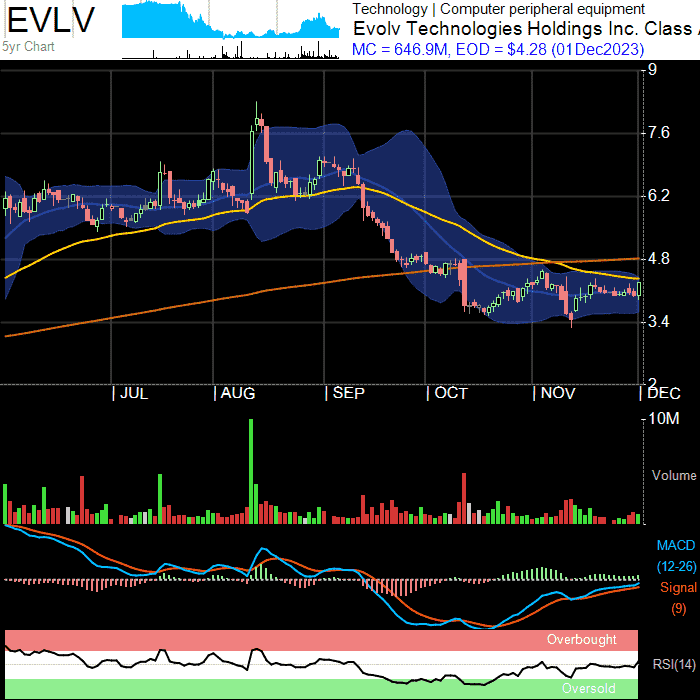 EVLV
5yr Chart
Technology | Computer peripheral equipment
Evolv Technologies Holdings Inc. Class
MC = 646.9M, EOD = $4.28 (01Dec2023)
9
7.6
6.2
4.8
3.4
2
JUL AUG SEP OCT NOV DEC
10M
Volume
MACD
(12-26)
Signal
(9)
Overbought
RSI(14)
Oversold